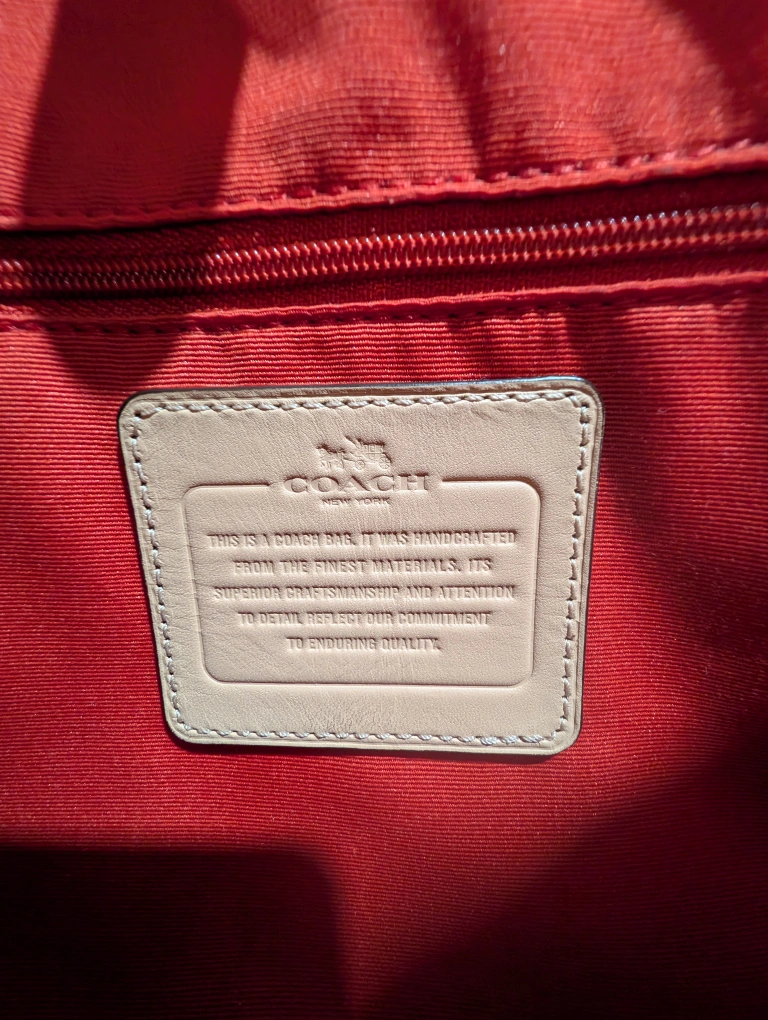 COACH
NEW YORK
THIS IS A COACH BAG. IT WAS HANDCRAFTED
FROM THE FINEST MATERIALS. ITS
SUPERIOR CRAFTSMANSHIP AND ATTENTION
TO DETAIL REFLECT OUR COMMITMENT
TO ENDURING QUALITY.